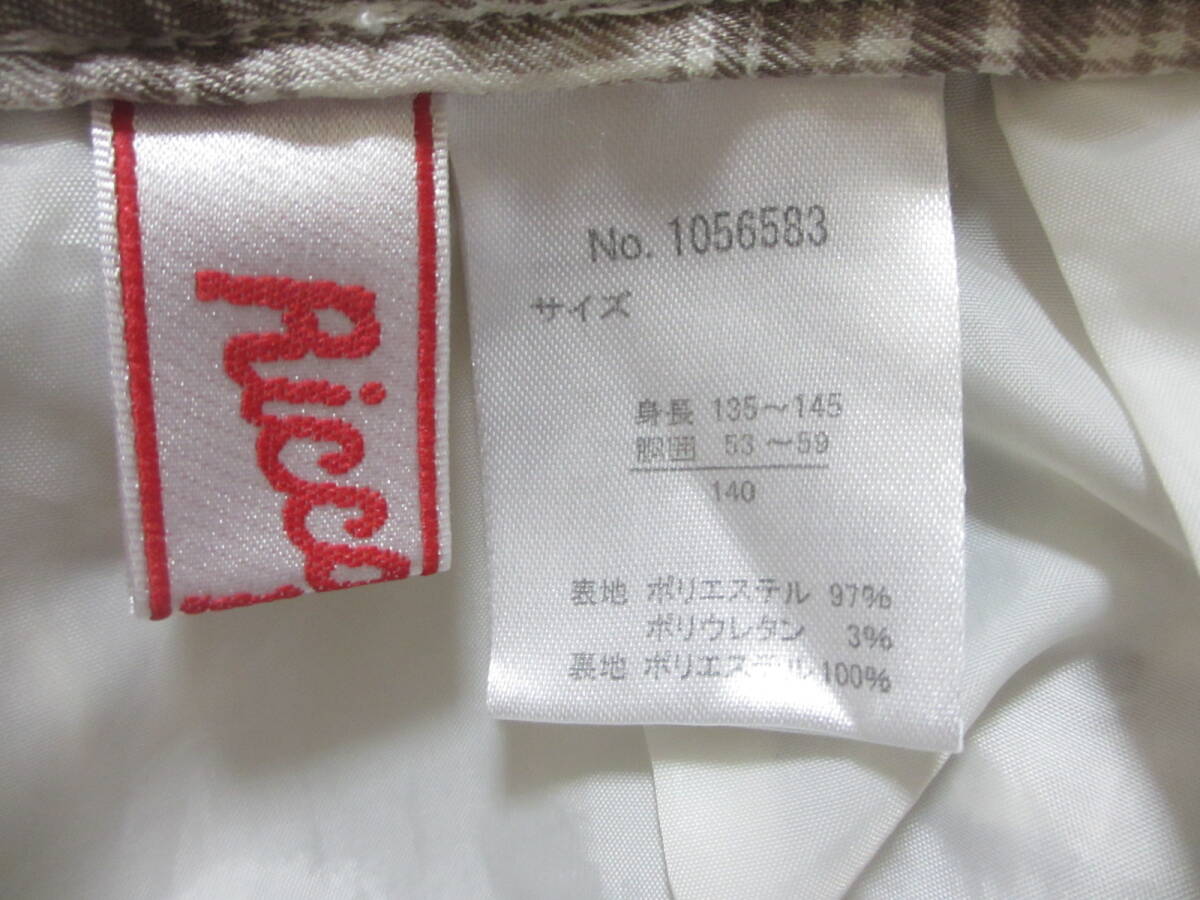 Ricc
No. 1056583
サイズ
身長 135～145
胴囲 53～59
140
表地 ポリエステル 97%
ポリウレタン 3%
裏地 ポリエステル 100%